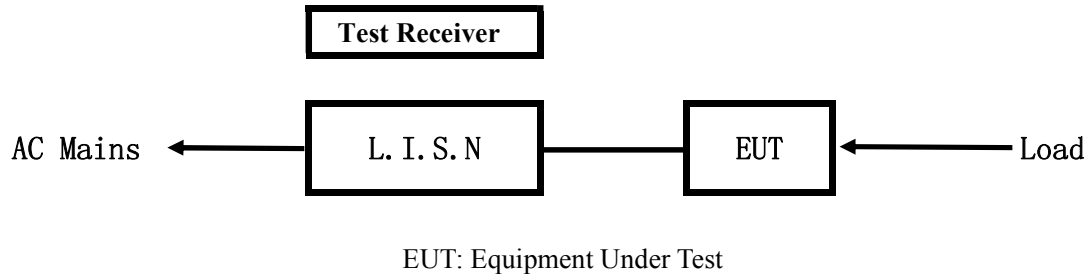 Test Receiver
AC Mains L.I.S.N EUT Load
EUT: Equipment Under Test